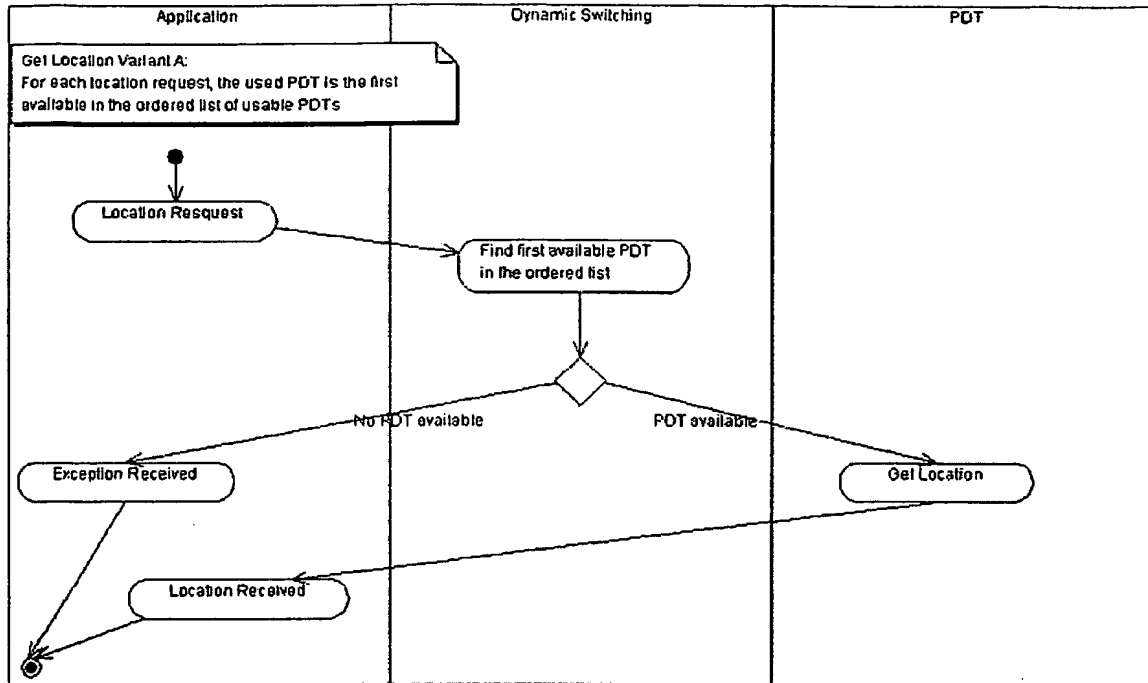 Application
Dynamic Switching
PDT
Get Location Variant A:
For each location request, the used PDT is the first
available in the ordered list of usable PDTs
Location Resquest
Find first available PDT
in the ordered list
No PDT available
PDT available
Exception Received
Get Location
Location Received